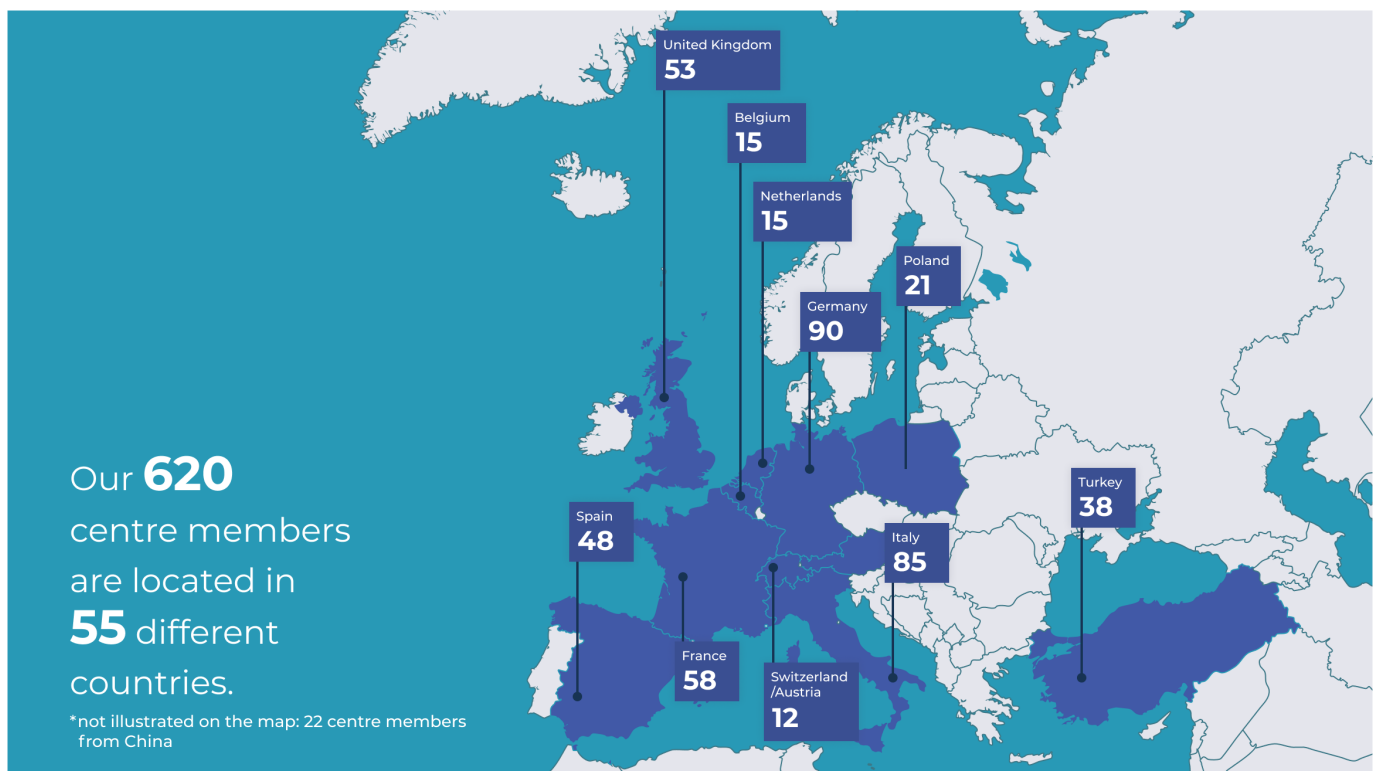 United Kingdom
53
Belgium
15
Netherlands
15
Poland
21
Germany
90
Our 620
centre members
are located in
55 different
countries.
*not illustrated on the map: 22 centre members
from China
Spain
48
Turkey
38
Italy
85
France
58
Switzerland
/Austria
12